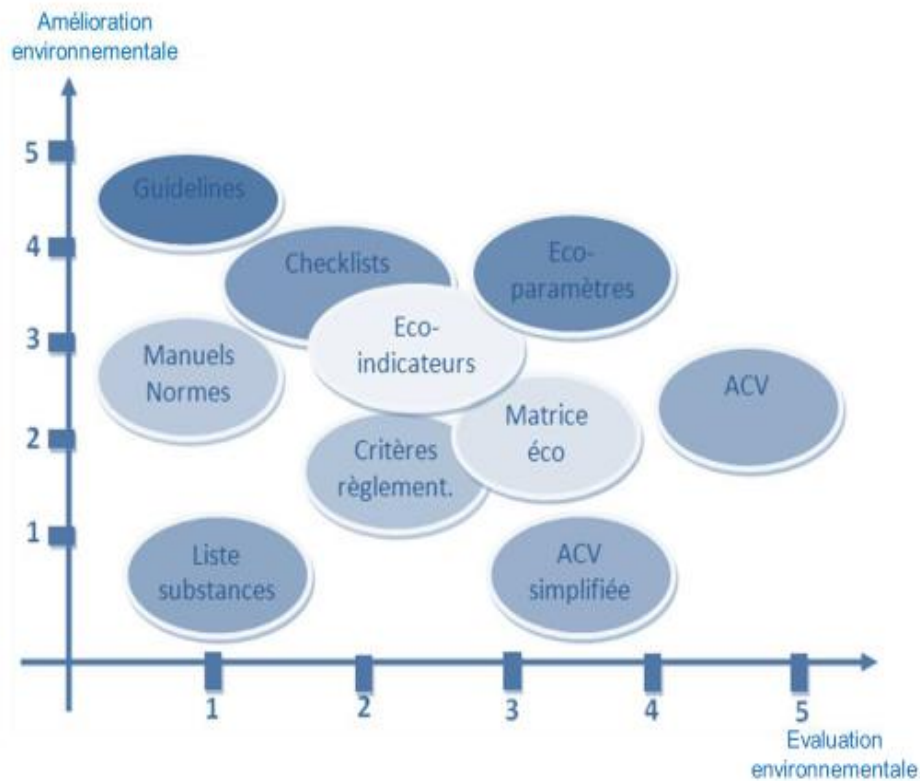 Amélioration
environnementale
5
Guidelines
4
Checklists
Eco-
paramètres
3
Eco-
indicateurs
Manuels
Normes
ACV
2
Matrice
éco
Critères
règlement.
1
Liste
substances
ACV
simplifiée
1
2
3
4
5
Evaluation
environnementale